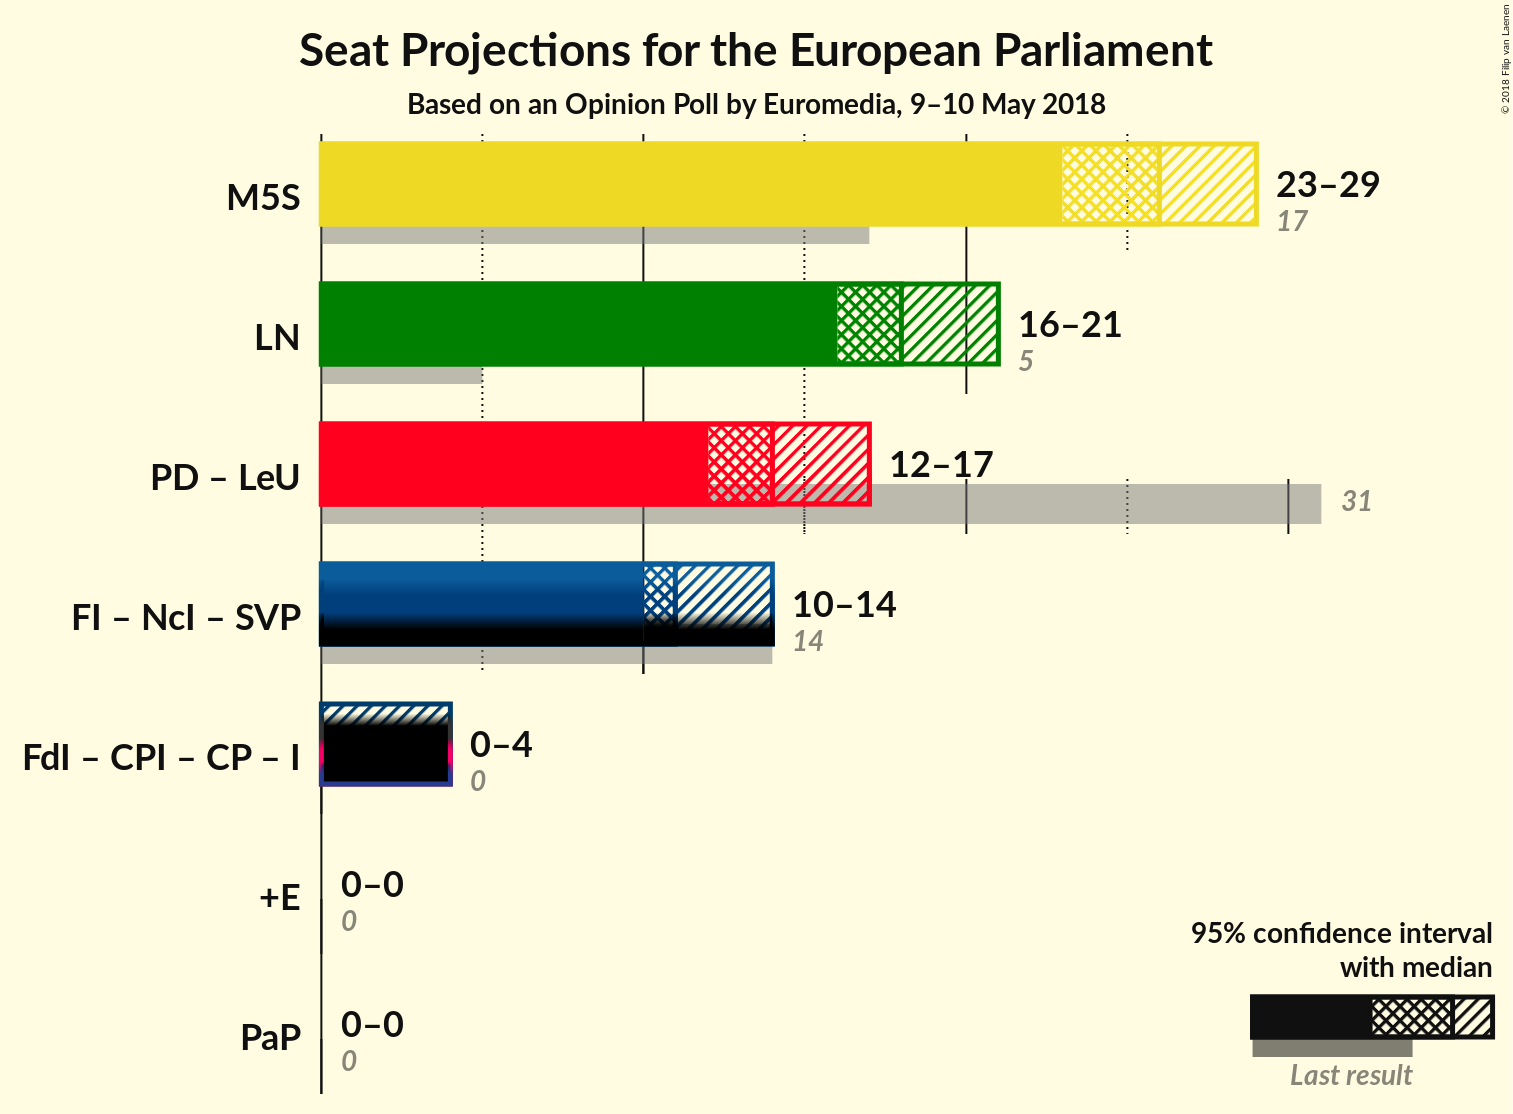 Seat Projections for the European Parliament
Based on an Opinion Poll by Euromedia, 9–10 May 2018
© 2018 Filip van Laenen
M5S
23–29
17
LN
16–21
5
PD – LeU
12–17
31
FI – NcI – SVP
10–14
14
FdI – CPI – CP – I
0–4
0
+E
0–0
0
PaP
0–0
0
95% confidence interval
with median
Last result